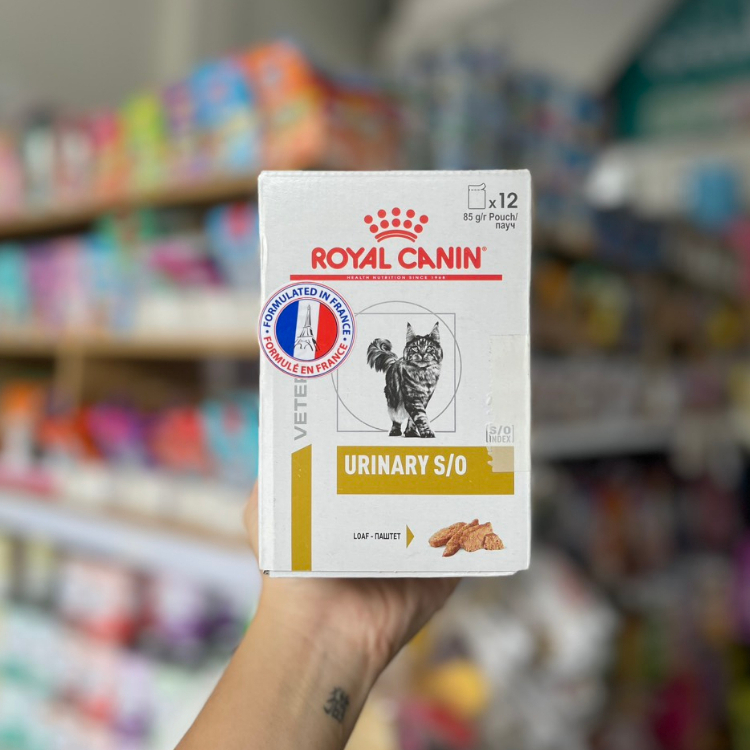 x 12
85 g/r Pouch/
пауч
ROYAL CANIN®
HEALTH NUTRITION SINCE 1968
• FORMULATED IN FRANCE •
FORMULÉ EN FRANCE
VETER
S/O
INDEX
URINARY S/O
LOAF - ПАШТЕТ